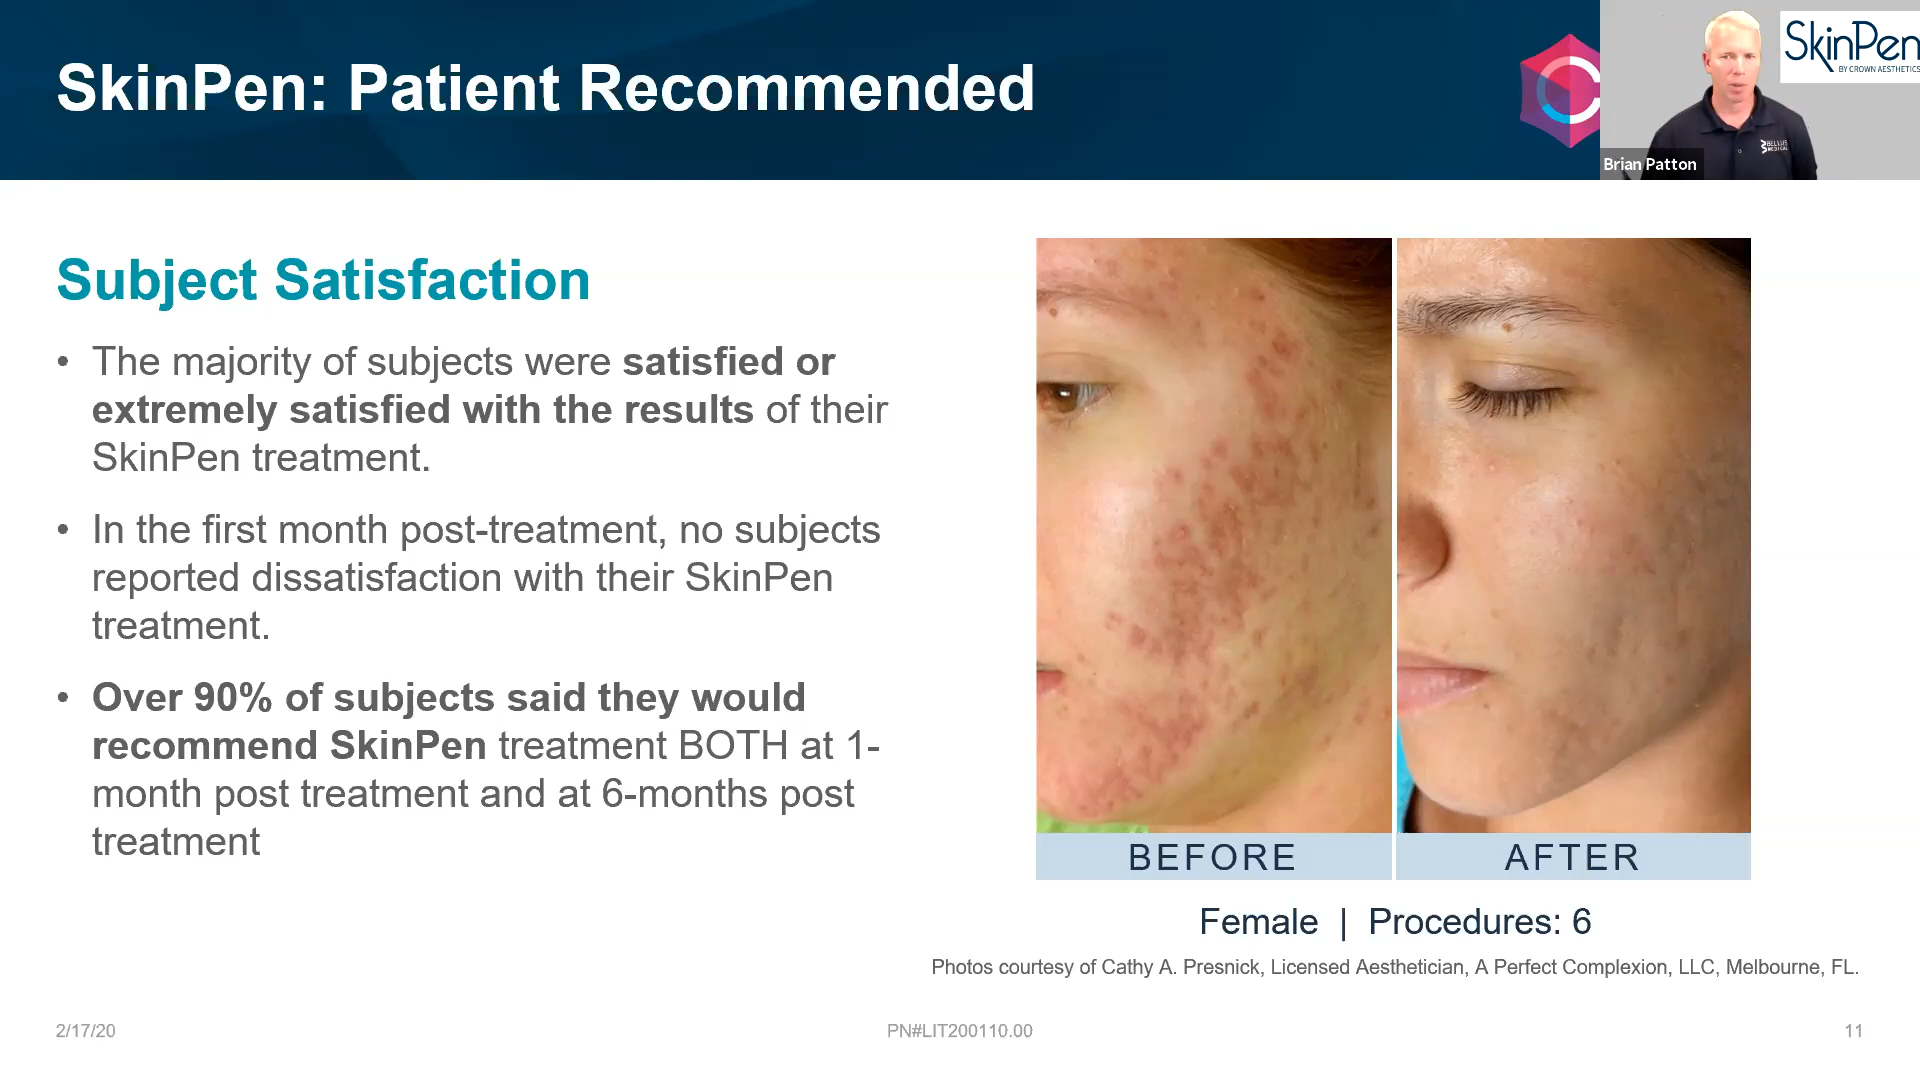 SkinPen: Patient Recommended
SkinPen
BY CROWN AESTHETICS
BELLUS
MEDICAL
Brian Patton
Subject Satisfaction
• The majority of subjects were satisfied or
extremely satisfied with the results of their
SkinPen treatment.
• In the first month post-treatment, no subjects
reported dissatisfaction with their SkinPen
treatment.
• Over 90% of subjects said they would
recommend SkinPen treatment BOTH at 1-
month post treatment and at 6-months post
treatment
BEFORE
AFTER
Female | Procedures: 6
Photos courtesy of Cathy A. Presnick, Licensed Aesthetician, A Perfect Complexion, LLC, Melbourne, FL.
2/17/20
PN#LIT200110.00
11